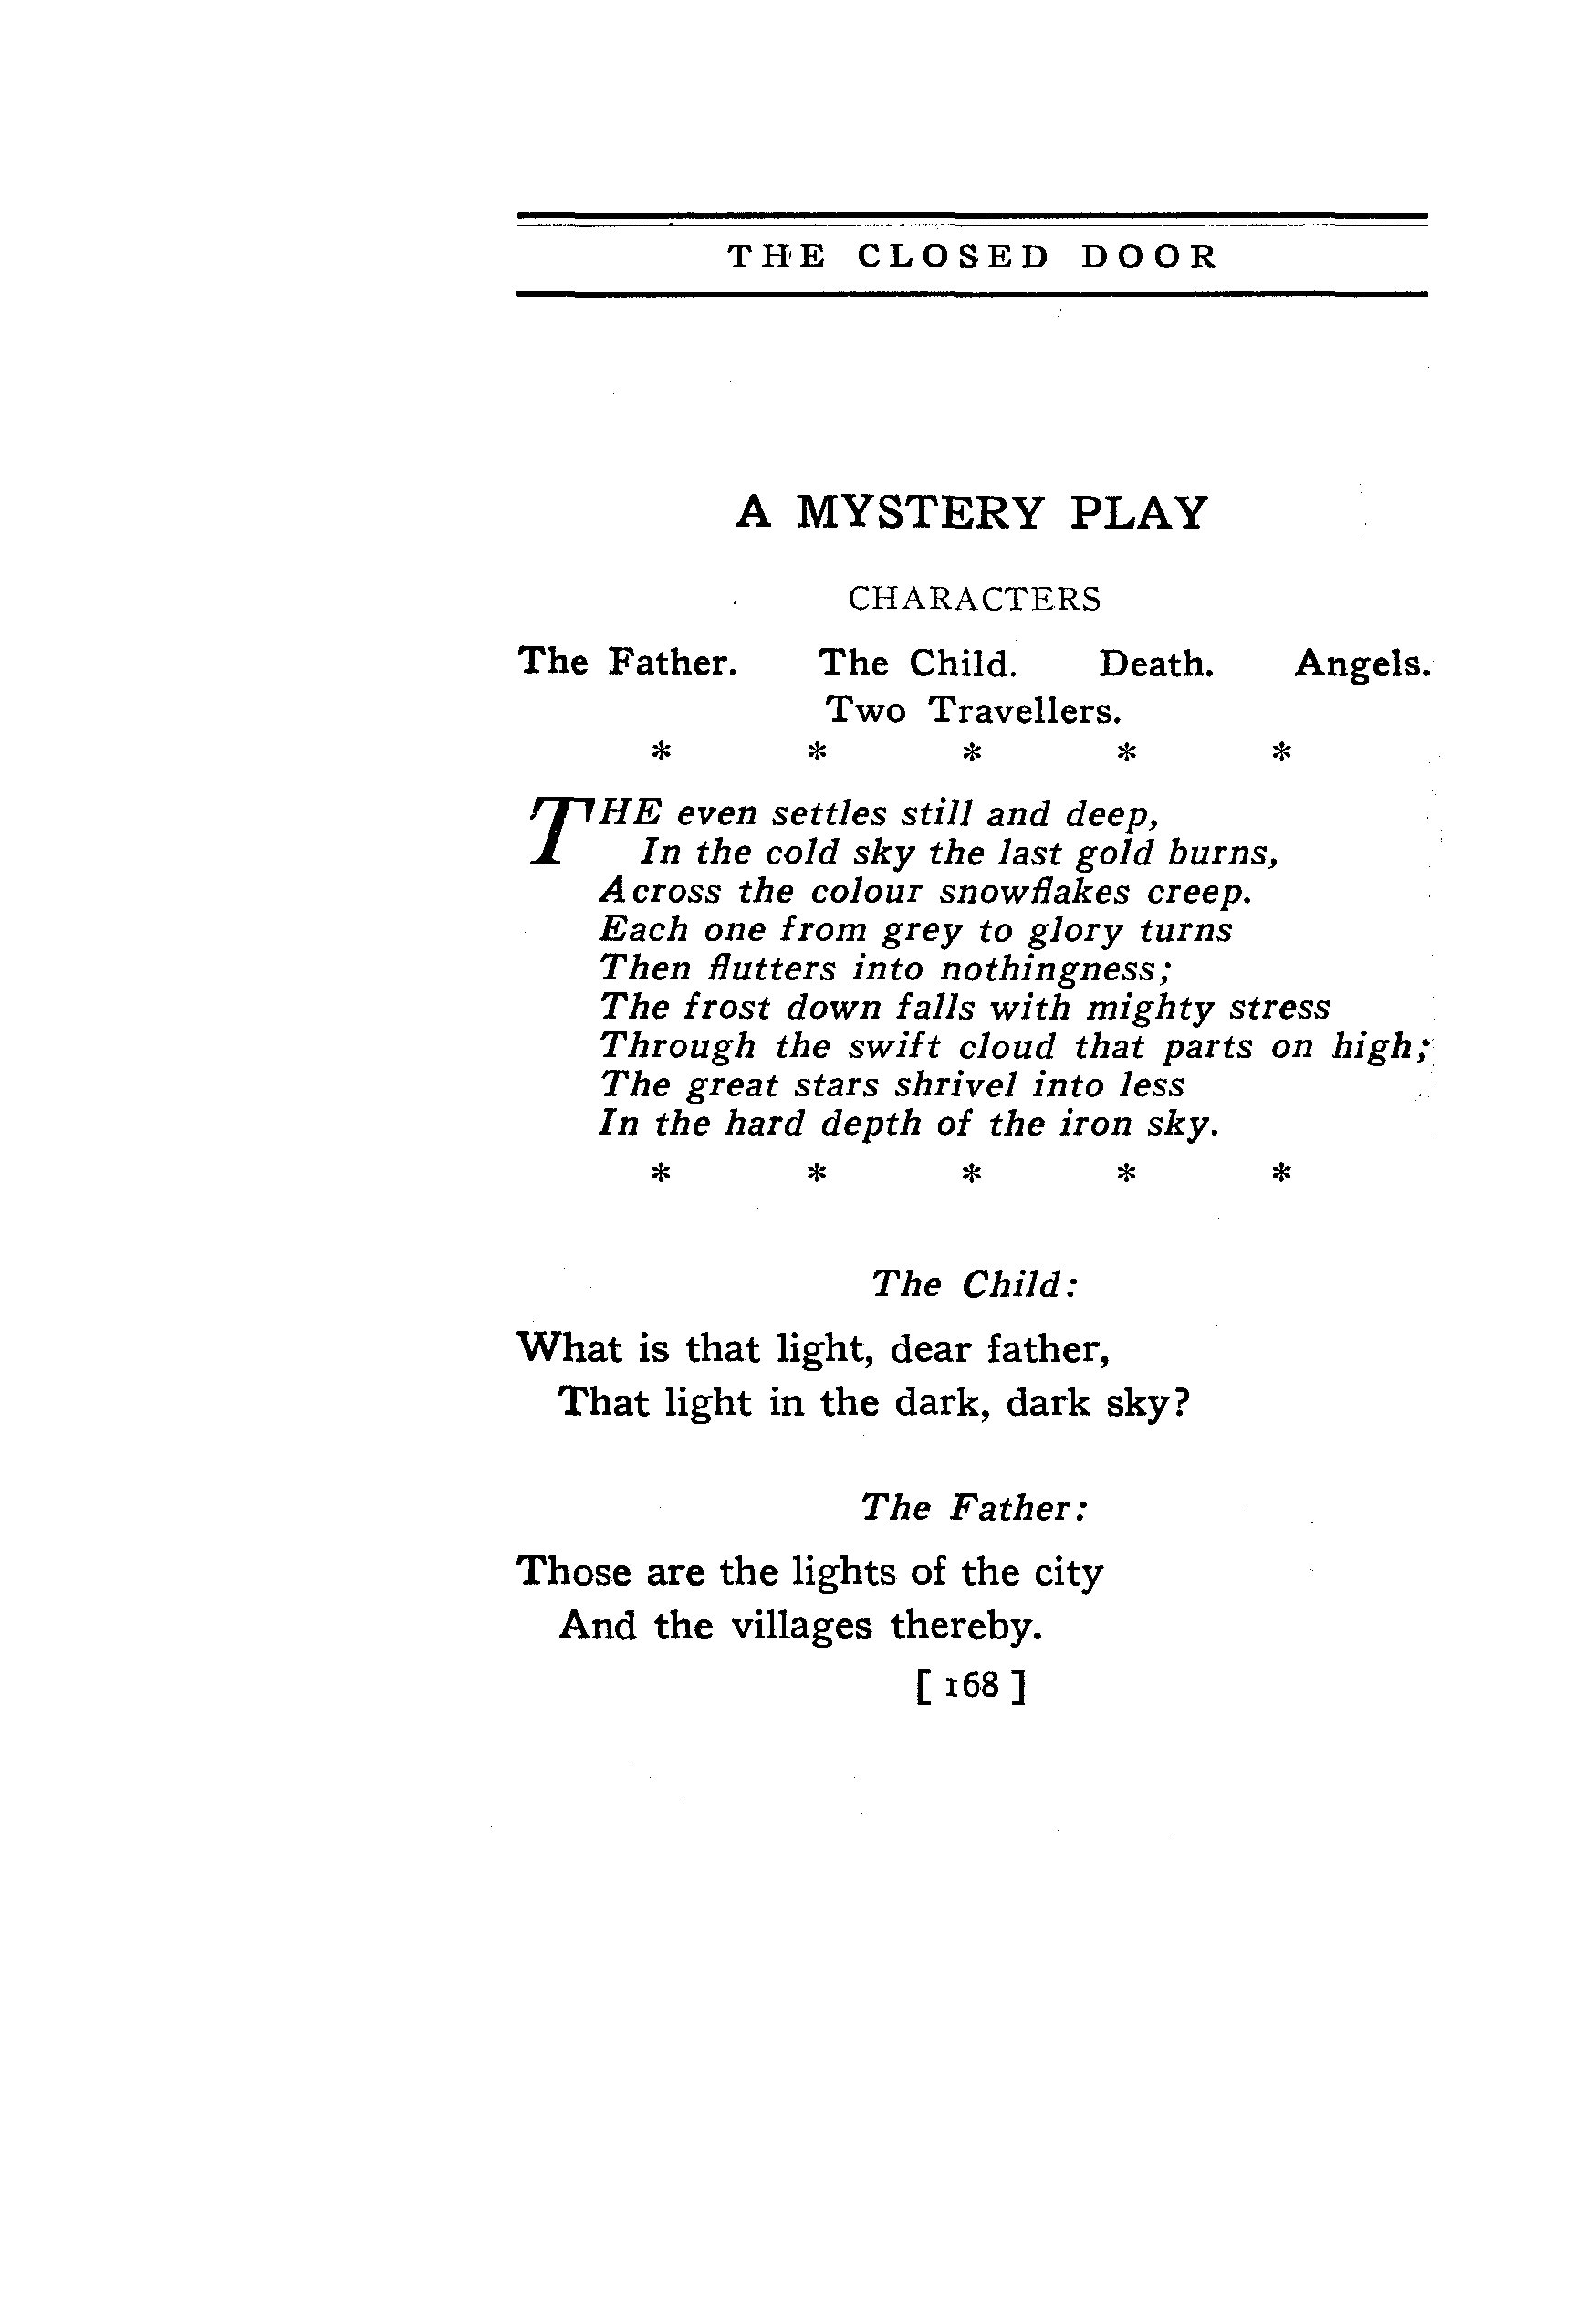 THE CLOSED DOOR
A MYSTERY PLAY
CHARACTERS
The Father. The Child. Death. Angels.
Two Travellers.
* * * * *
THE even settles still and deep,
In the cold sky the last gold burns,
Across the colour snowflakes creep.
Each one from grey to glory turns
Then flutters into nothingness;
The frost down falls with mighty stress
Through the swift cloud that parts on high;
The great stars shrivel into less
In the hard depth of the iron sky.
* * * * *
The Child:
What is that light, dear father,
That light in the dark, dark sky?
The Father:
Those are the lights of the city
And the villages thereby.
[ 168 ]